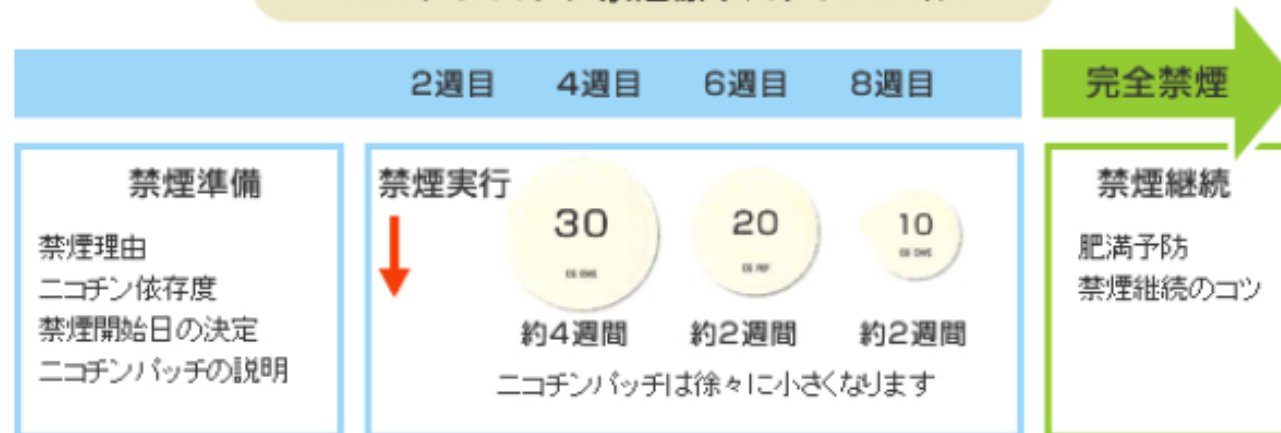 2週目 4週目 6週目 8週目 完全禁煙
禁煙準備
禁煙理由
ニコチン依存度
禁煙開始日の決定
ニコチンパッチの説明
禁煙実行
30
20
10
約4週間 約2週間 約2週間
ニコチンパッチは徐々に小さくなります
禁煙継続
肥満予防
禁煙継続のコツ